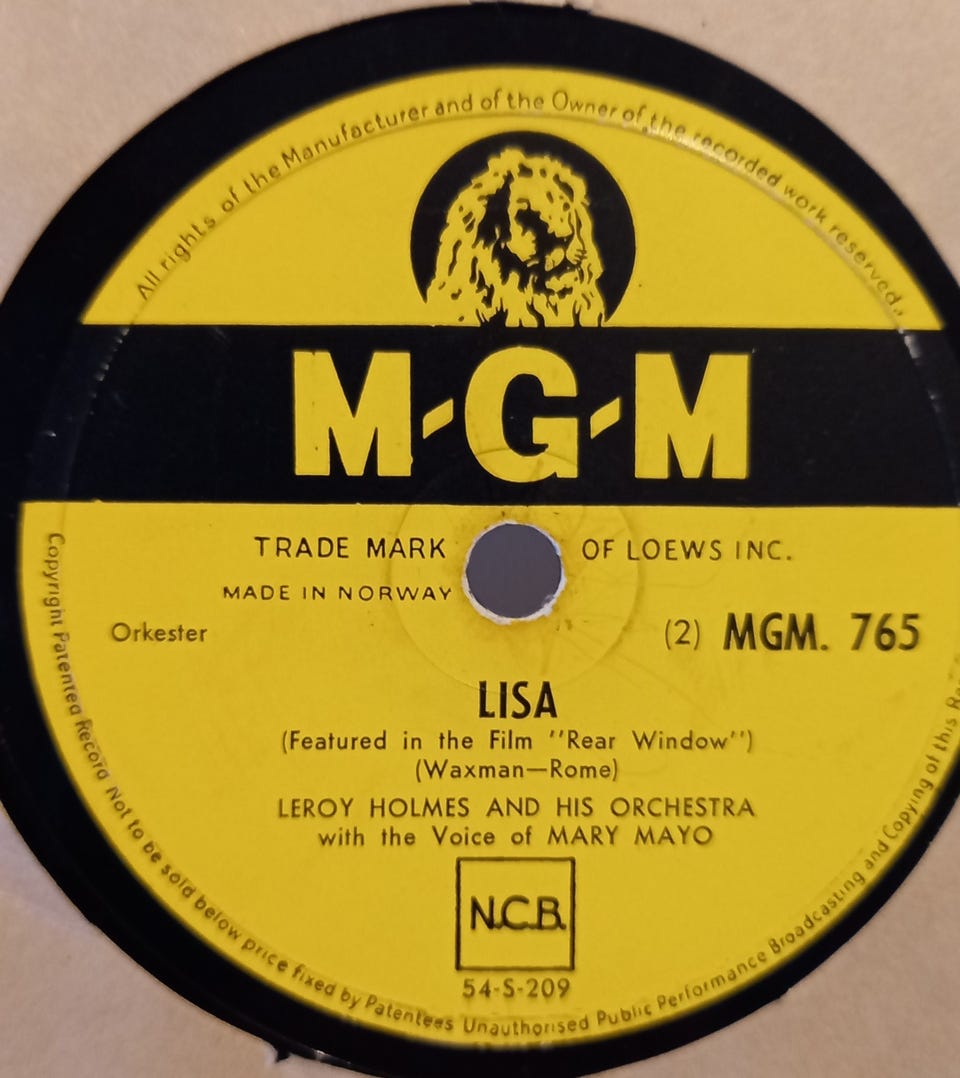 All rights of the Manufacturer and of the Owner of the recorded work reserved.
M-G-M
TRADE MARK OF LOEWS INC.
MADE IN NORWAY
Orkester (2) MGM. 765
LISA
(Featured in the Film "Rear Window")
(Waxman—Rome)
LEROY HOLMES AND HIS ORCHESTRA
with the Voice of MARY MAYO
N.C.B.
54-S-209
Copyright Patented Record Not to be sold below price fixed by Patentees Unauthorised Public Performance Broadcasting and Copying of this